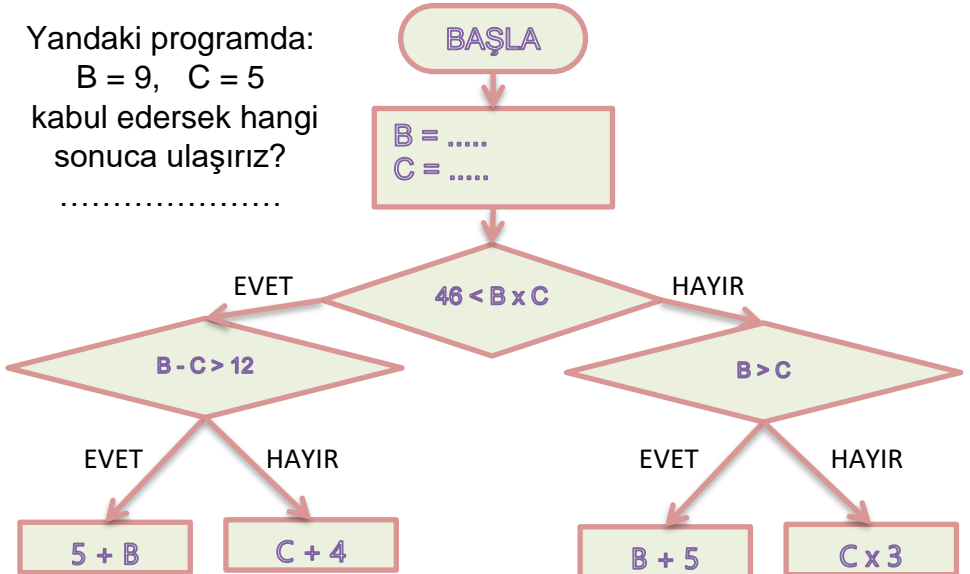 Yandaki programda:
B = 9, C = 5
kabul edersek hangi
sonuca ulaşırız?
.....................
BAŞLA
B = .....
C = .....
46 < B x C
EVET
HAYIR
B - C > 12
B > C
EVET
HAYIR
EVET
HAYIR
5 + B
C + 4
B + 5
C x 3